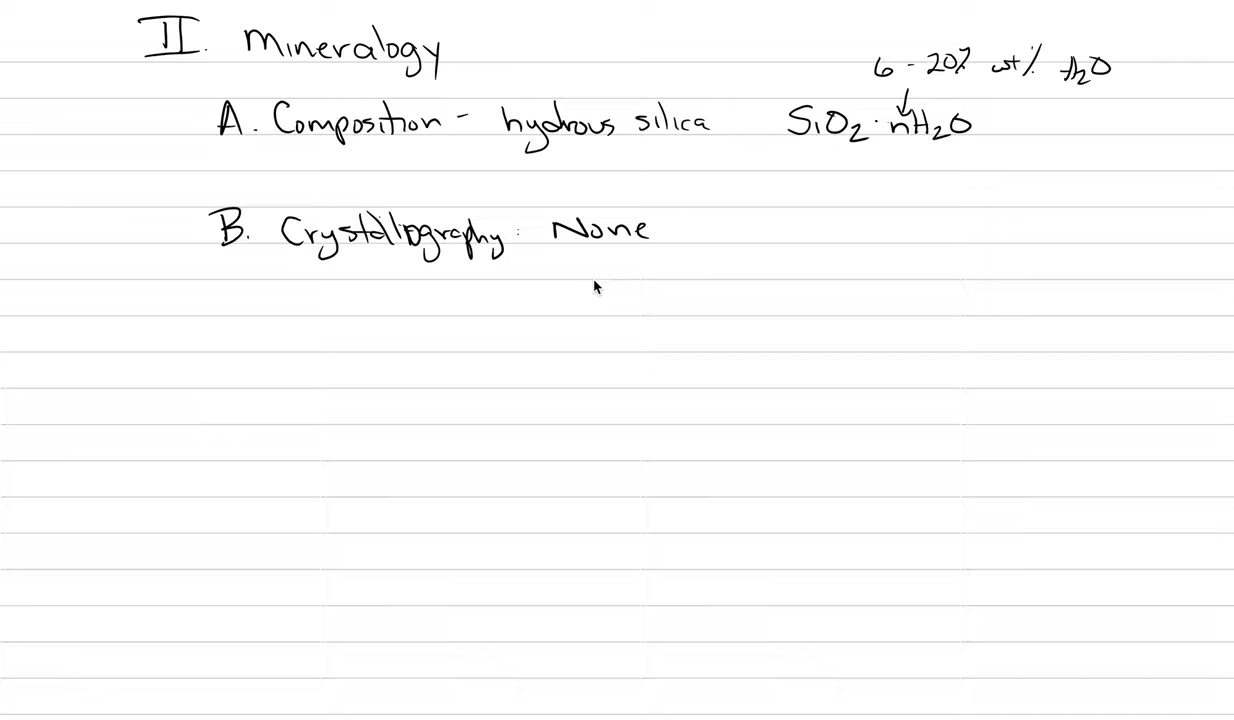 II. Mineralogy
6 - 20% wt% H₂O
A. Composition - hydrous silica SiO₂·nH₂O
B. Crystallography: None